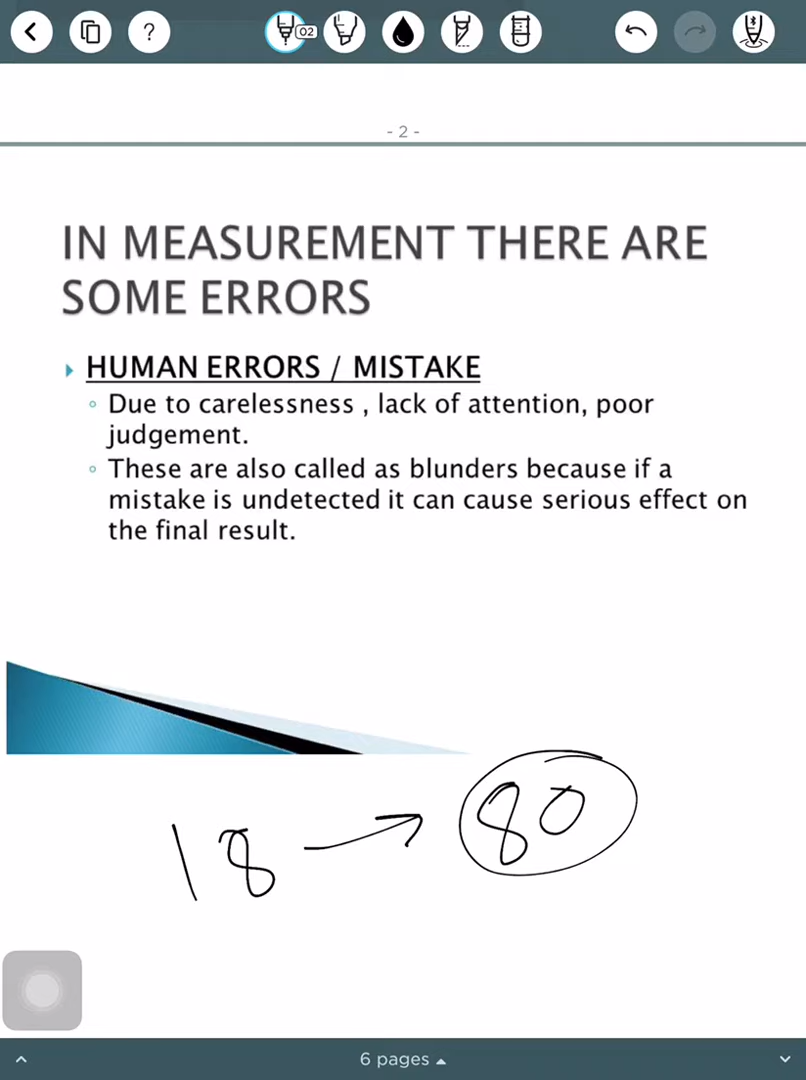 ?
02
- 2 -
IN MEASUREMENT THERE ARE
SOME ERRORS
HUMAN ERRORS / MISTAKE
Due to carelessness , lack of attention, poor
judgement.
These are also called as blunders because if a
mistake is undetected it can cause serious effect on
the final result.
18 → 80
6 pages